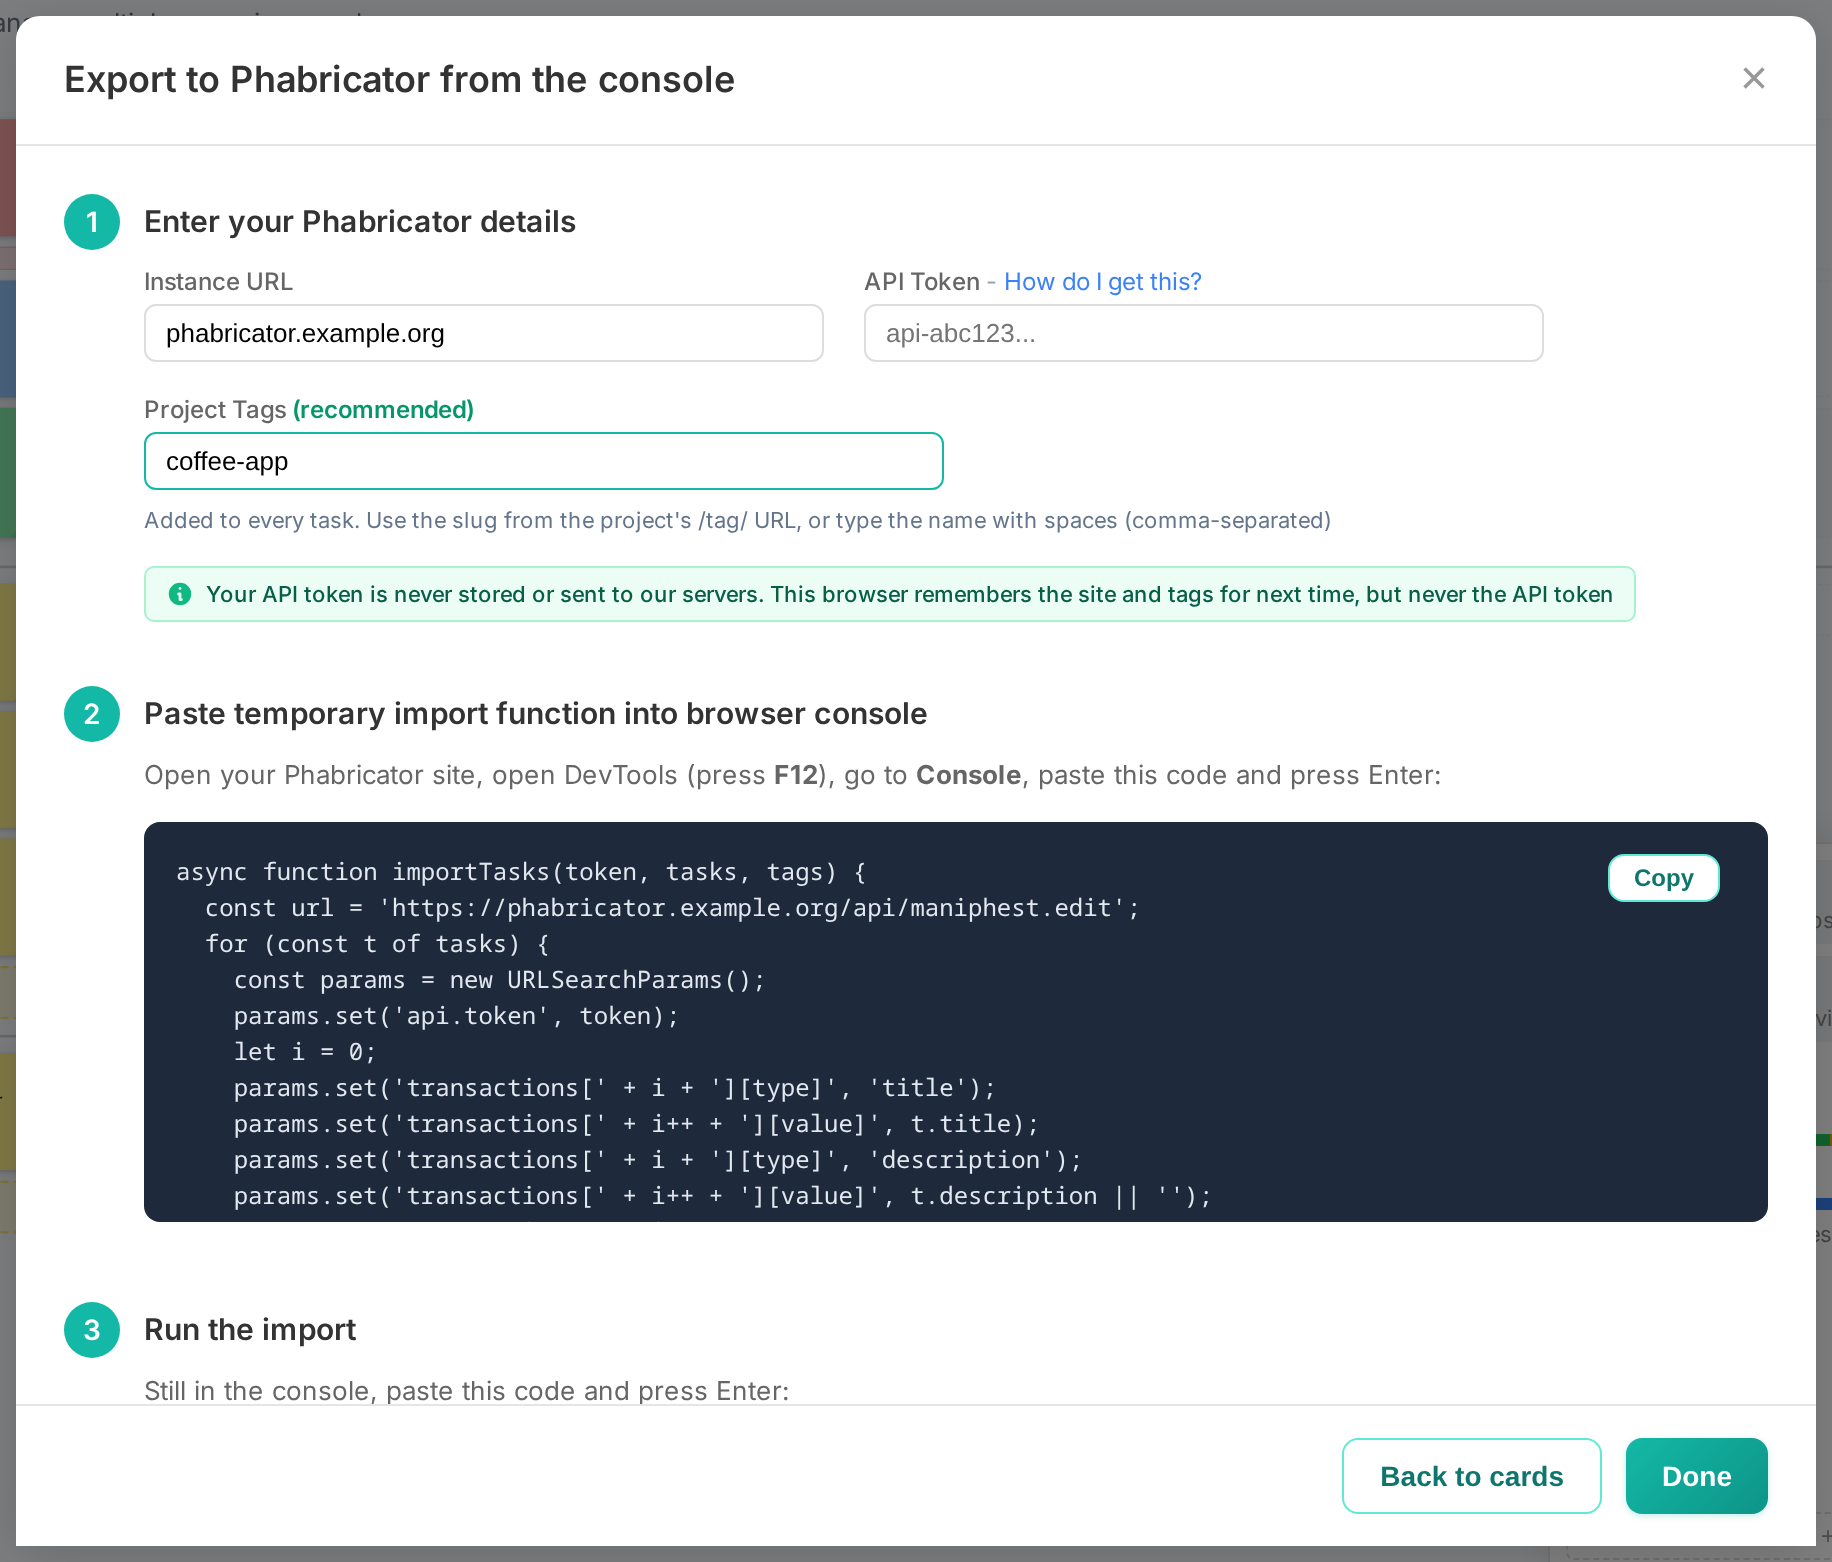 Export to Phabricator from the console
1
Enter your Phabricator details
Instance URL
API Token - How do I get this?
phabricator.example.org
api-abc123...
Project Tags (recommended)
coffee-app
Added to every task. Use the slug from the project's /tag/ URL, or type the name with spaces (comma-separated)
Your API token is never stored or sent to our servers. This browser remembers the site and tags for next time, but never the API token
2
Paste temporary import function into browser console
Open your Phabricator site, open DevTools (press F12), go to Console, paste this code and press Enter:
Copy
async function importTasks(token, tasks, tags) {
  const url = 'https://phabricator.example.org/api/maniphest.edit';
  for (const t of tasks) {
    const params = new URLSearchParams();
    params.set('api.token', token);
    let i = 0;
    params.set('transactions[' + i + '][type]', 'title');
    params.set('transactions[' + i++ + '][value]', t.title);
    params.set('transactions[' + i + '][type]', 'description');
    params.set('transactions[' + i++ + '][value]', t.description || '');
3
Run the import
Still in the console, paste this code and press Enter:
Back to cards
Done